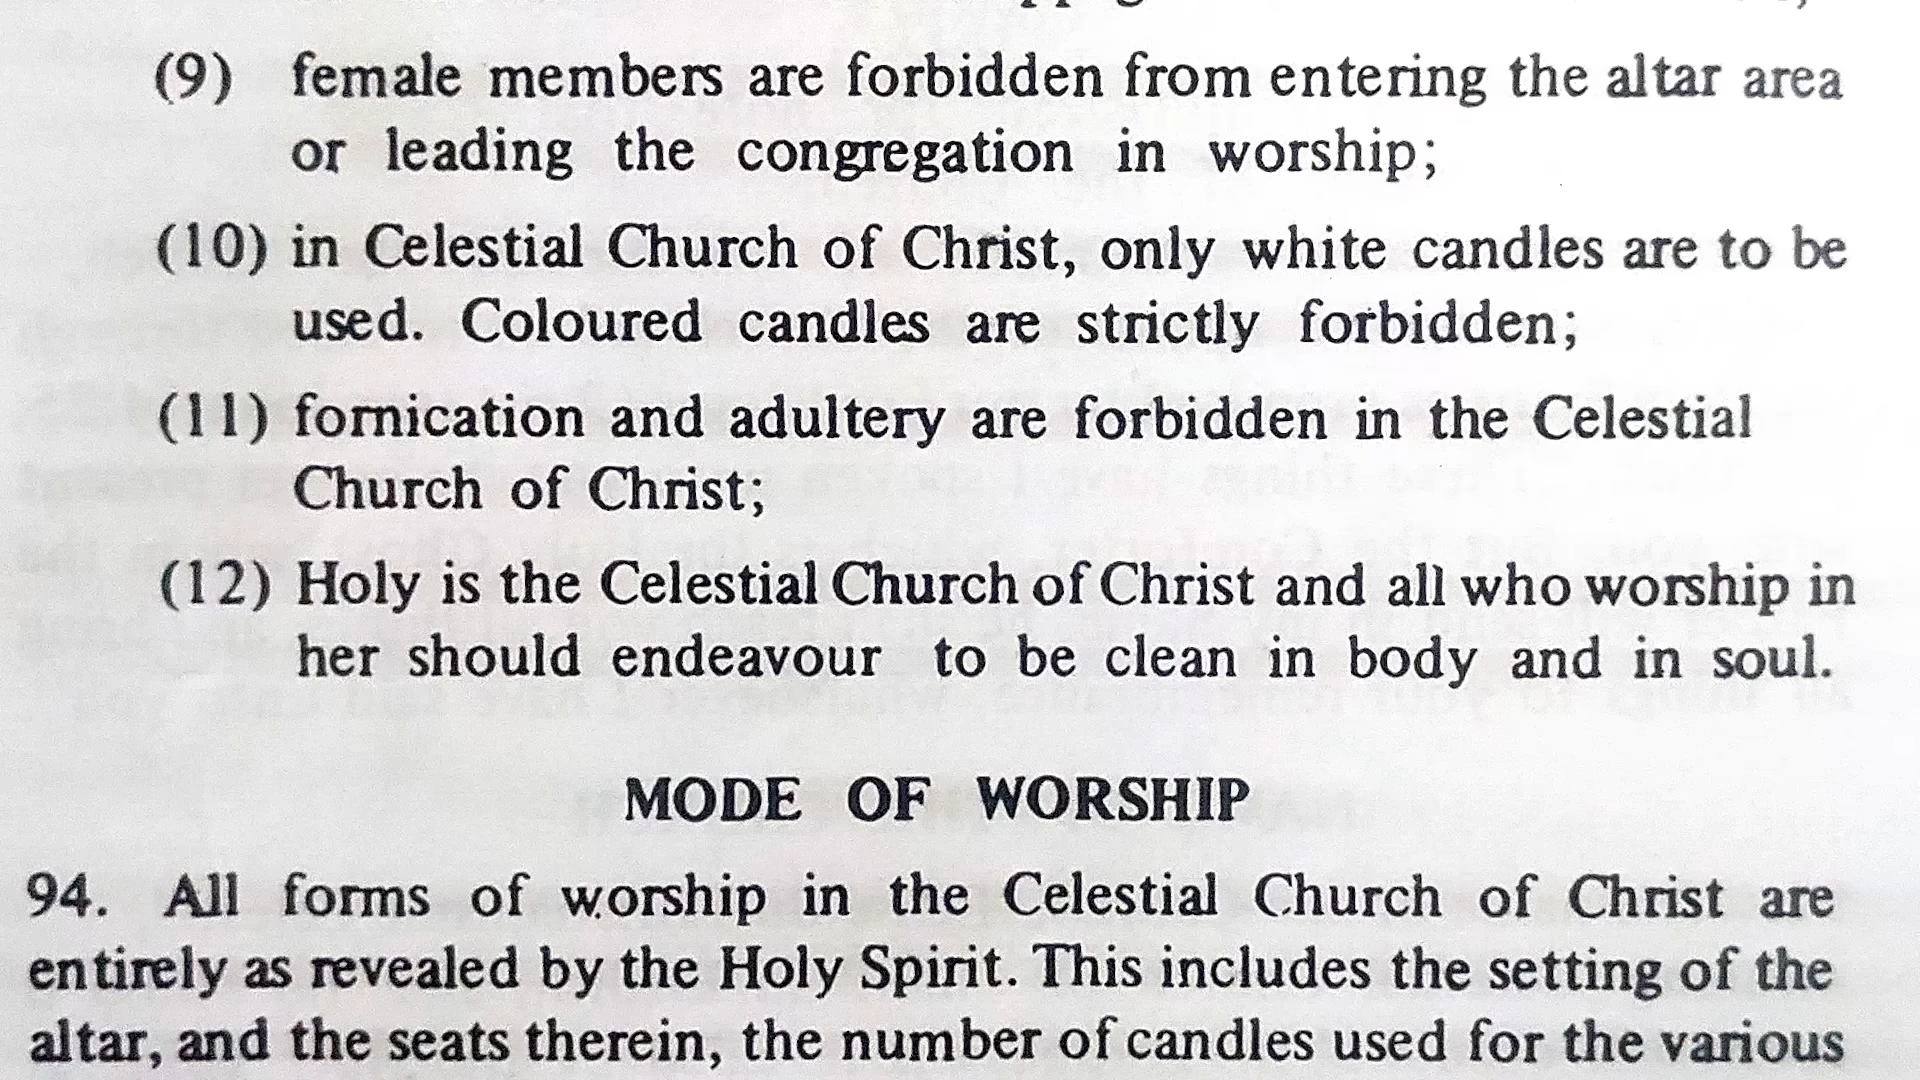 (9) female members are forbidden from entering the altar area
or leading the congregation in worship;
(10) in Celestial Church of Christ, only white candles are to be
used. Coloured candles are strictly forbidden;
(11) fornication and adultery are forbidden in the Celestial
Church of Christ;
(12) Holy is the Celestial Church of Christ and all who worship in
her should endeavour to be clean in body and in soul.
MODE OF WORSHIP
94. All forms of worship in the Celestial Church of Christ are
entirely as revealed by the Holy Spirit. This includes the setting of the
altar, and the seats therein, the number of candles used for the various